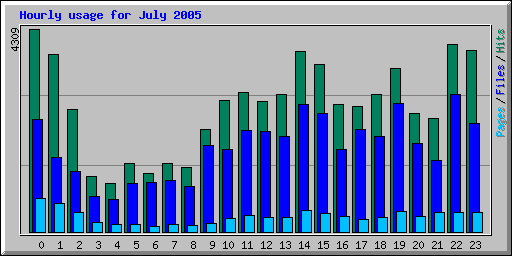 Hourly usage for July 2005
4309
Pages/Files/Hits
0 1 2 3 4 5 6 7 8 9 10 11 12 13 14 15 16 17 18 19 20 21 22 23